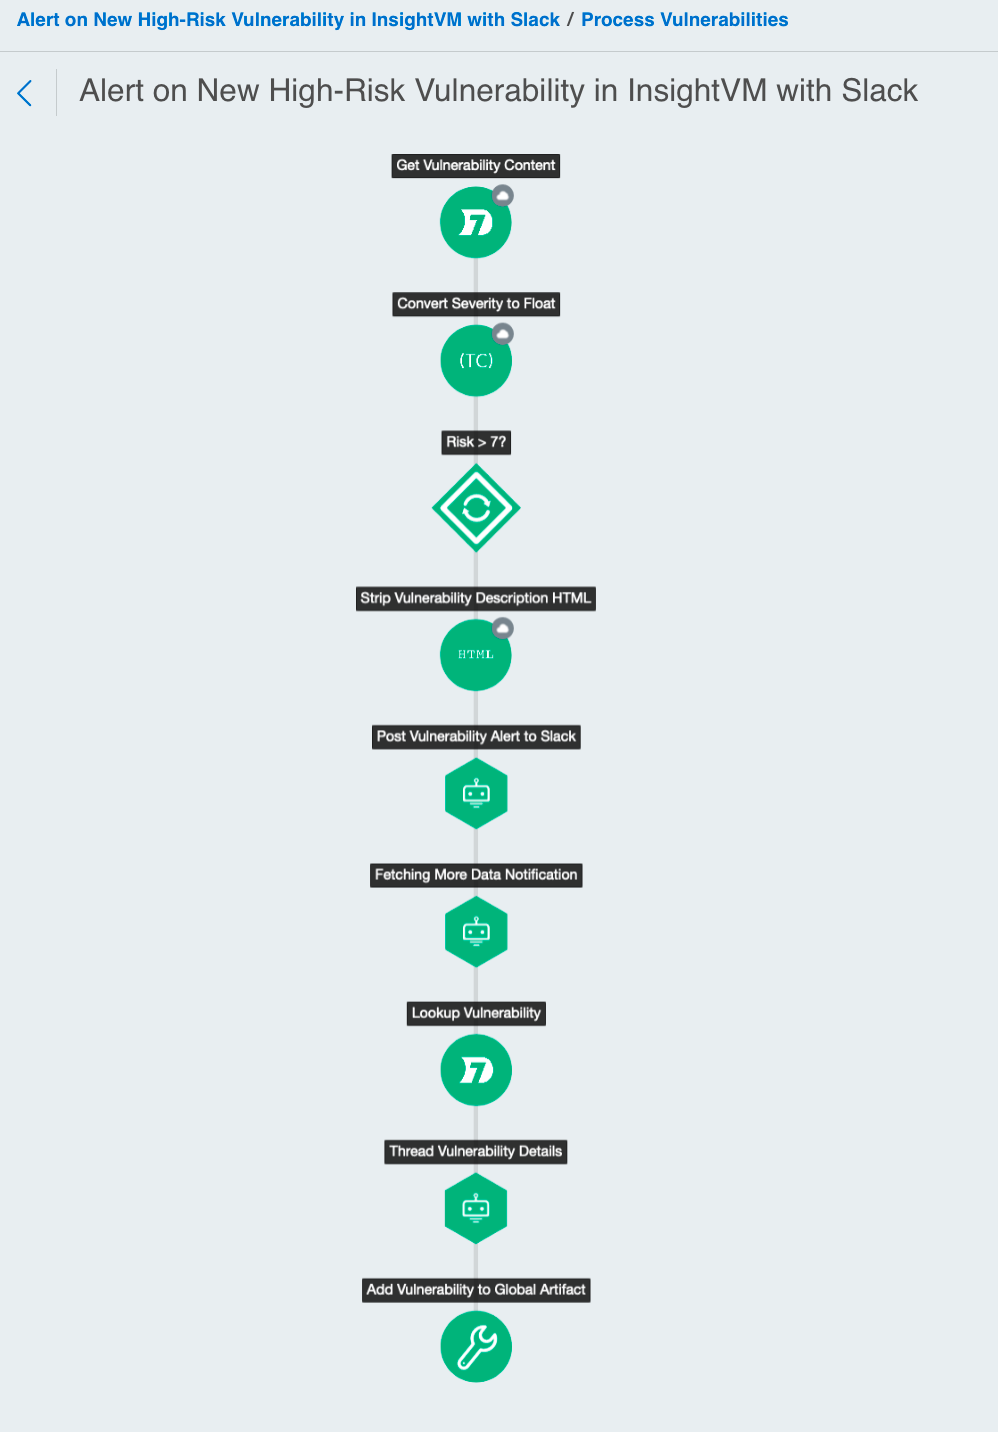 Alert on New High-Risk Vulnerability in InsightVM with Slack / Process Vulnerabilities
Alert on New High-Risk Vulnerability in InsightVM with Slack
Get Vulnerability Content
7
Convert Severity to Float
(TC)
Risk > 7?
Strip Vulnerability Description HTML
HTML
Post Vulnerability Alert to Slack
Fetching More Data Notification
Lookup Vulnerability
7
Thread Vulnerability Details
Add Vulnerability to Global Artifact